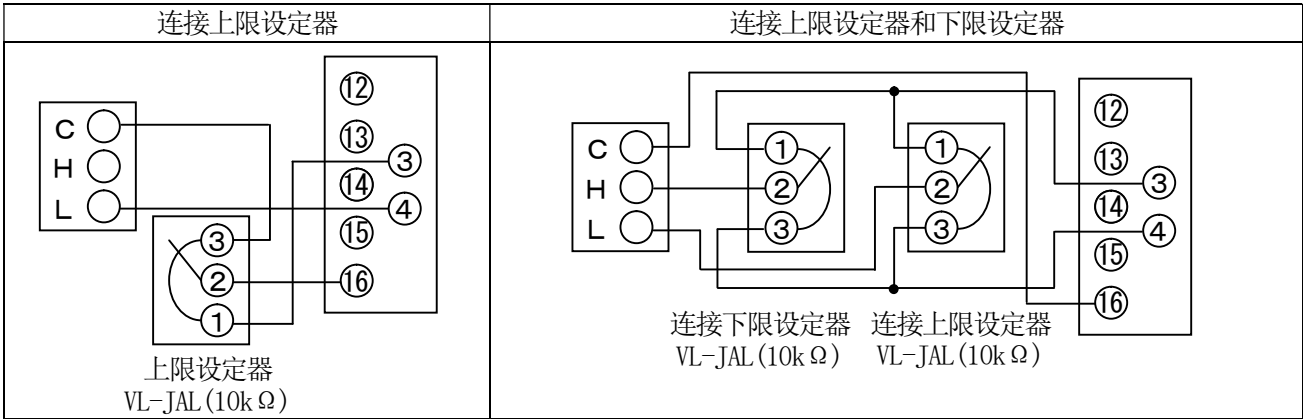 连接上限设定器
C
H
L
③
②
①
上限设定器
VL-JAL(10kΩ)
⑫
⑬
⑭
⑮
⑯
③
④
连接上限设定器和下限设定器
C
H
L
①
②
③
连接下限设定器
VL-JAL(10kΩ)
①
②
③
连接上限设定器
VL-JAL(10kΩ)
⑫
⑬
⑭
⑮
⑯
③
④